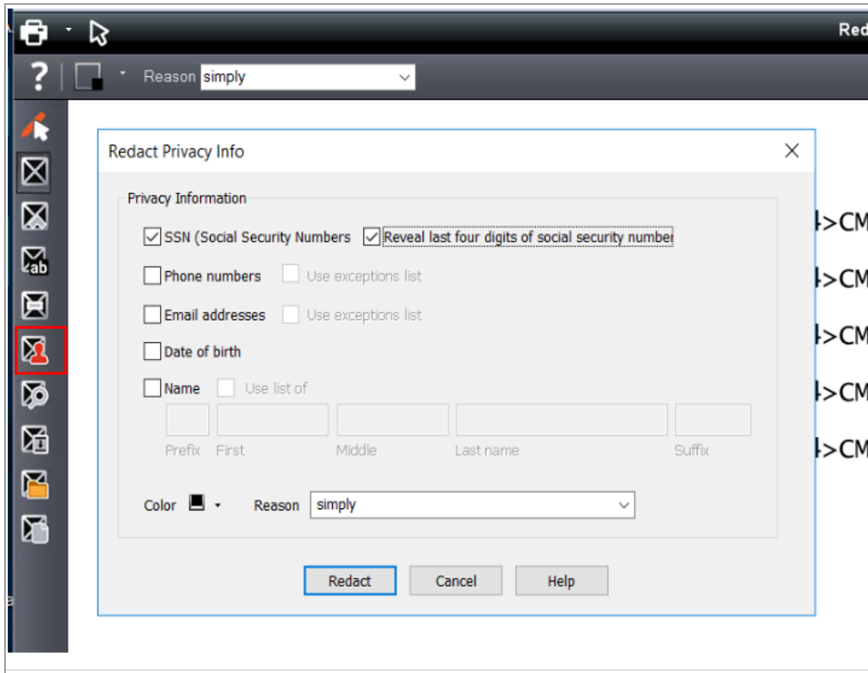 Red
? Reason simply
Redact Privacy Info
Privacy Information
SSN (Social Security Numbers Reveal last four digits of social security number
Phone numbers Use exceptions list
Email addresses Use exceptions list
Date of birth
Name Use list of
Prefix First Middle Last name Suffix
Color Reason simply
Redact Cancel Help
>CM
>CM
>CM
>CM
>CM
ab